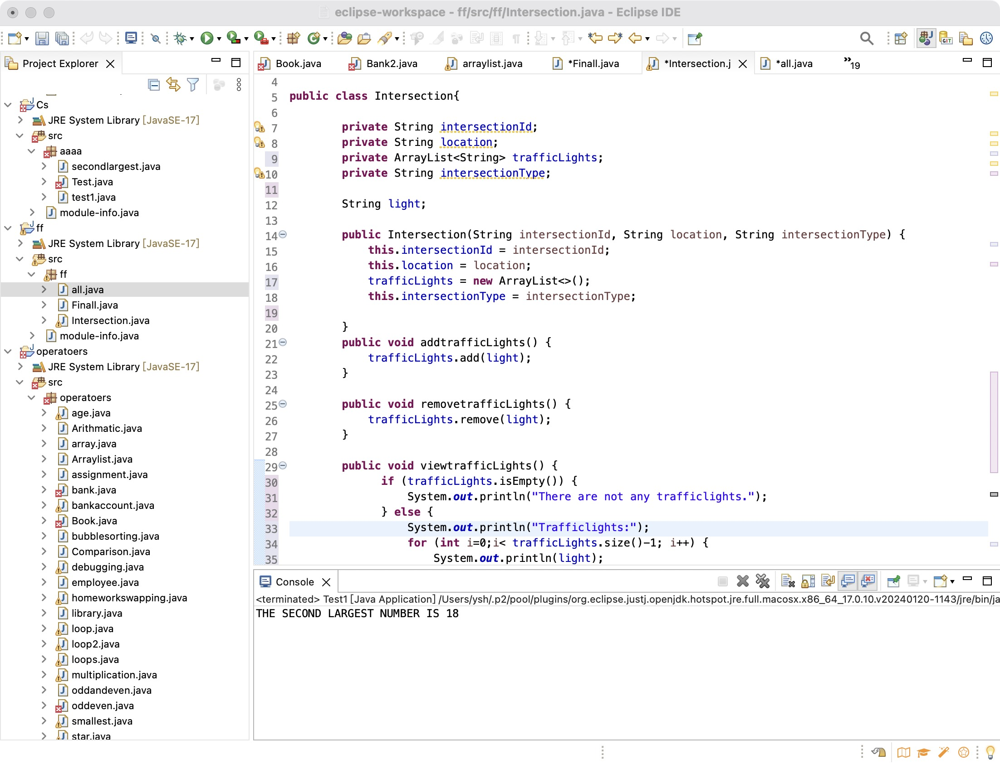 eclipse-workspace - ff/src/ff/Intersection.java - Eclipse IDE
GIT
Project Explorer
Book.java
Bank2.java
arraylist.java
*Finall.java
*Intersection.j
*all.java
»19
Cs
JRE System Library [JavaSE-17]
src
aaaa
secondlargest.java
Test.java
test1.java
module-info.java
ff
JRE System Library [JavaSE-17]
src
ff
all.java
Finall.java
Intersection.java
module-info.java
operatoers
JRE System Library [JavaSE-17]
src
operatoers
age.java
Arithmatic.java
array.java
Arraylist.java
assignment.java
bank.java
bankaccount.java
Book.java
bubblesorting.java
Comparison.java
debugging.java
employee.java
homeworkswapping.java
library.java
loop.java
loop2.java
loops.java
multiplication.java
oddandeven.java
oddeven.java
smallest.java
star.java
4
5 public class Intersection{
6
7 private String intersectionId;
8 private String location;
9 private ArrayList<String> trafficLights;
10 private String intersectionType;
11
12 String light;
13
14 public Intersection(String intersectionId, String location, String intersectionType) {
15 this.intersectionId = intersectionId;
16 this.location = location;
17 trafficLights = new ArrayList<>();
18 this.intersectionType = intersectionType;
19
20 }
21 public void addtrafficLights() {
22 trafficLights.add(light);
23 }
24
25 public void removetrafficLights() {
26 trafficLights.remove(light);
27 }
28
29 public void viewtrafficLights() {
30 if (trafficLights.isEmpty()) {
31 System.out.println("There are not any trafficlights.");
32 } else {
33 System.out.println("Trafficlights:");
34 for (int i=0;i< trafficLights.size()-1; i++) {
35 System.out.println(light);
Console
<terminated> Test1 [Java Application] /Users/ysh/.p2/pool/plugins/org.eclipse.justj.openjdk.hotspot.jre.full.macosx.x86_64_17.0.10.v20240120-1143/jre/bin/ja
THE SECOND LARGEST NUMBER IS 18